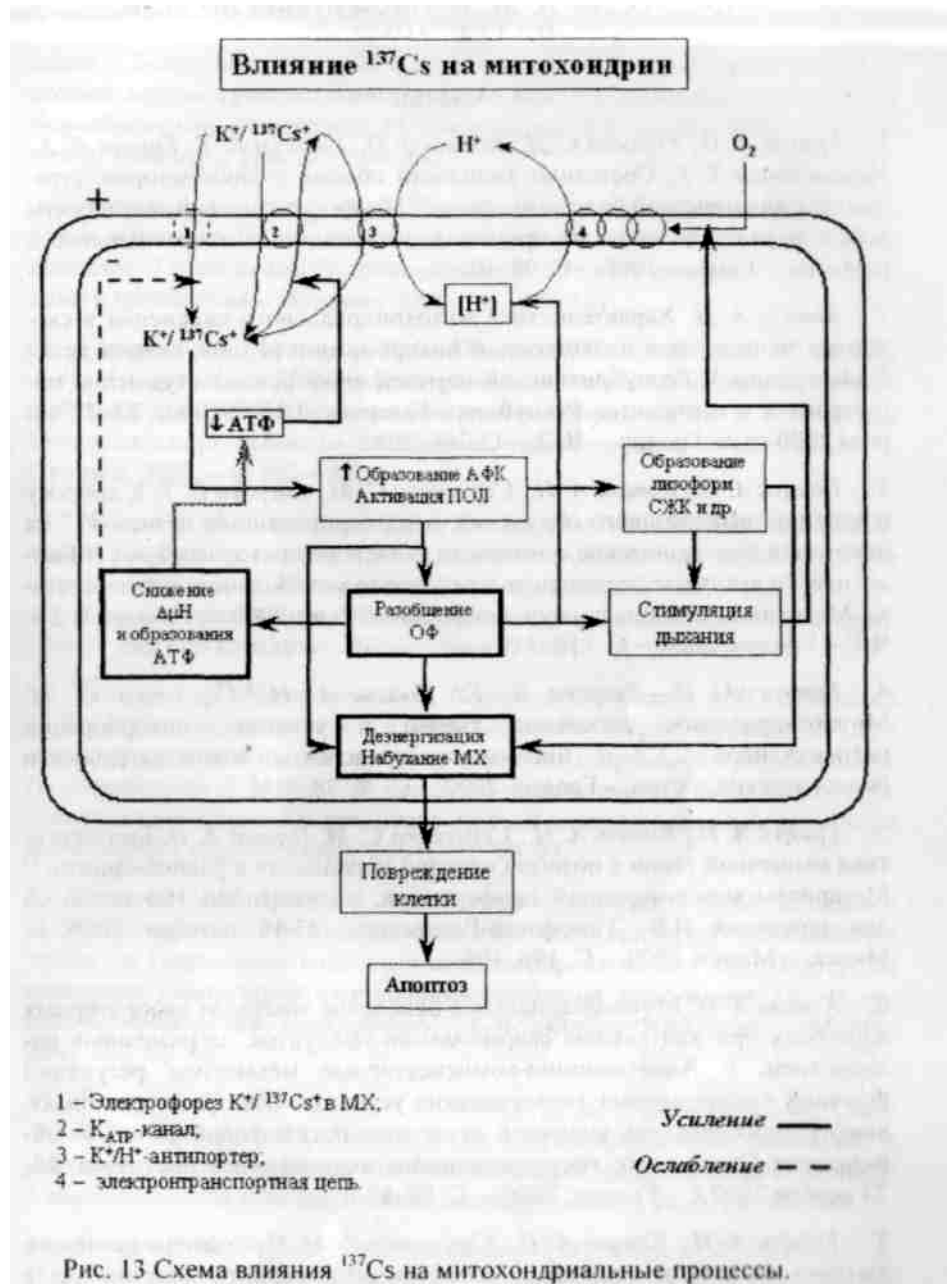 Влияние ¹³⁷Cs на митохондрии
K⁺/ ¹³⁷Cs⁺
H⁺
O₂
+
1
2
3
4
-
[H⁺]
K⁺/ ¹³⁷Cs⁺
↓ АТФ
↑ Образование АФК
Активация ПОЛ
Образование
лизоформ
СЖК и др.
Снижение
ΔμH
и образования
АТФ
Разобщение
ОФ
Стимуляция
дыхания
Деэнергизация
Набухание МХ
Повреждение
клетки
Апоптоз
1 – Электрофорез K⁺/ ¹³⁷Cs⁺ в МХ;
2 – K_ATP-канал;
3 – K⁺/H⁺-антипортер;
4 – электронтранспортная цепь.
Усиление
Ослабление
Рис. 13 Схема влияния ¹³⁷Cs на митохондриальные процессы.